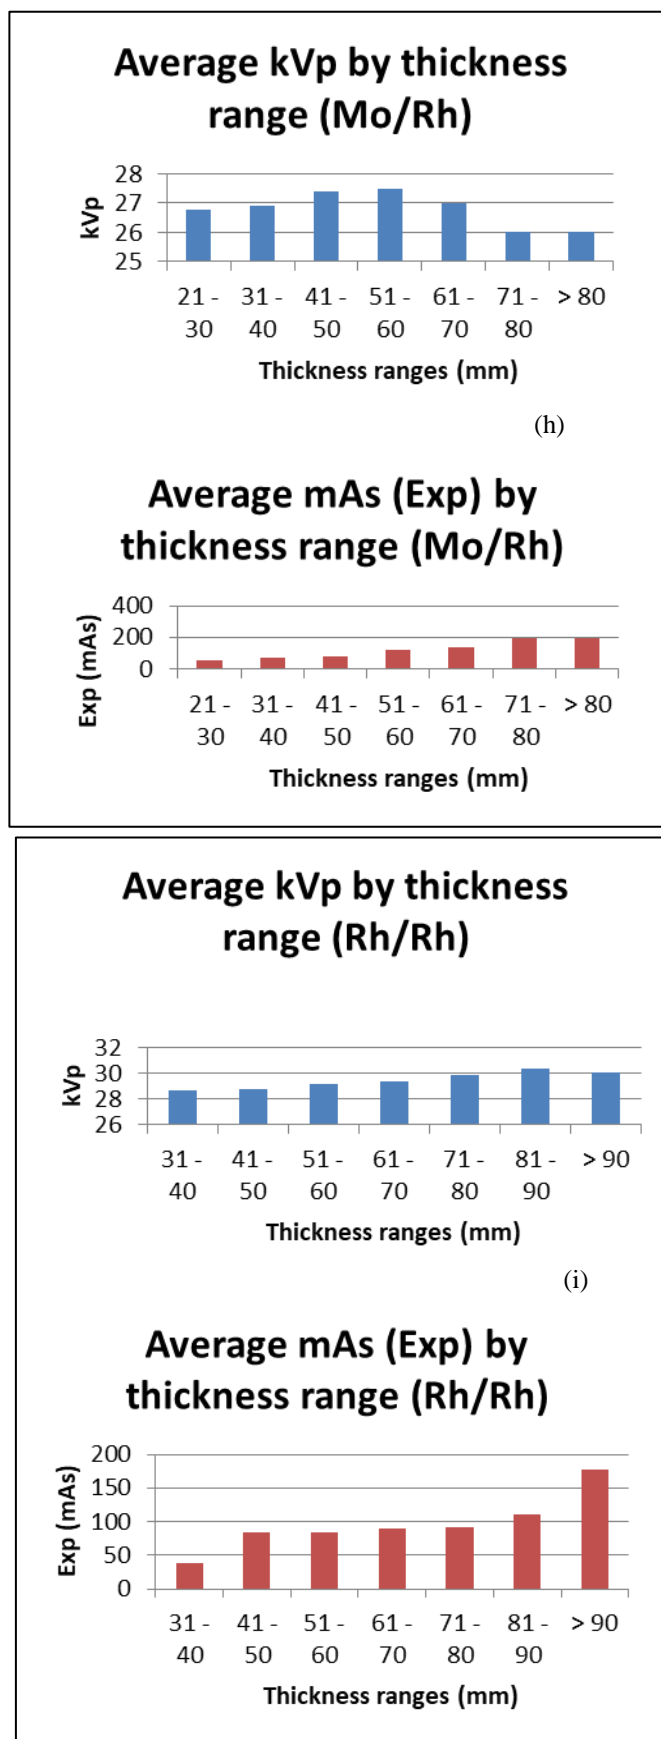 Average kVp by thickness
range (Mo/Rh)
28
27
26
25
kVp
21 - 30
31 - 40
41 - 50
51 - 60
61 - 70
71 - 80
> 80
Thickness ranges (mm)
(h)
Average mAs (Exp) by
thickness range (Mo/Rh)
400
200
0
Exp (mAs)
21 - 30
31 - 40
41 - 50
51 - 60
61 - 70
71 - 80
> 80
Thickness ranges (mm)
Average kVp by thickness
range (Rh/Rh)
32
30
28
26
kVp
31 - 40
41 - 50
51 - 60
61 - 70
71 - 80
81 - 90
> 90
Thickness ranges (mm)
(i)
Average mAs (Exp) by
thickness range (Rh/Rh)
200
150
100
50
0
Exp (mAs)
31 - 40
41 - 50
51 - 60
61 - 70
71 - 80
81 - 90
> 90
Thickness ranges (mm)